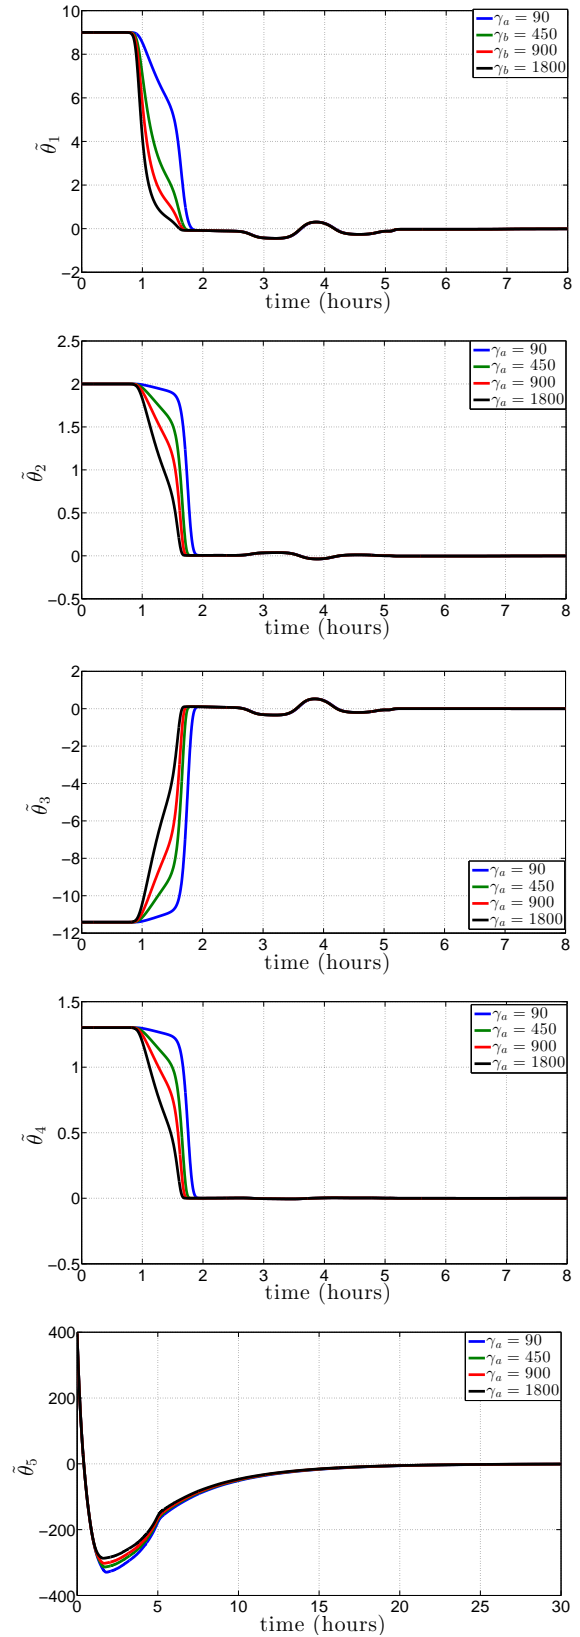 10
8
6
4
2
0
−2
θ̃₁
γₐ = 90
γ_b = 450
γ_b = 900
γ_b = 1800
0 1 2 3 4 5 6 7 8
time (hours)
2.5
2
1.5
1
0.5
0
−0.5
θ̃₂
γₐ = 90
γₐ = 450
γₐ = 900
γₐ = 1800
0 1 2 3 4 5 6 7 8
time (hours)
2
0
−2
−4
−6
−8
−10
−12
θ̃₃
γₐ = 90
γₐ = 450
γₐ = 900
γₐ = 1800
0 1 2 3 4 5 6 7 8
time (hours)
1.5
1
0.5
0
−0.5
θ̃₄
γₐ = 90
γₐ = 450
γₐ = 900
γₐ = 1800
0 1 2 3 4 5 6 7 8
time (hours)
400
200
0
−200
−400
θ̃₅
γₐ = 90
γₐ = 450
γₐ = 900
γₐ = 1800
0 5 10 15 20 25 30
time (hours)